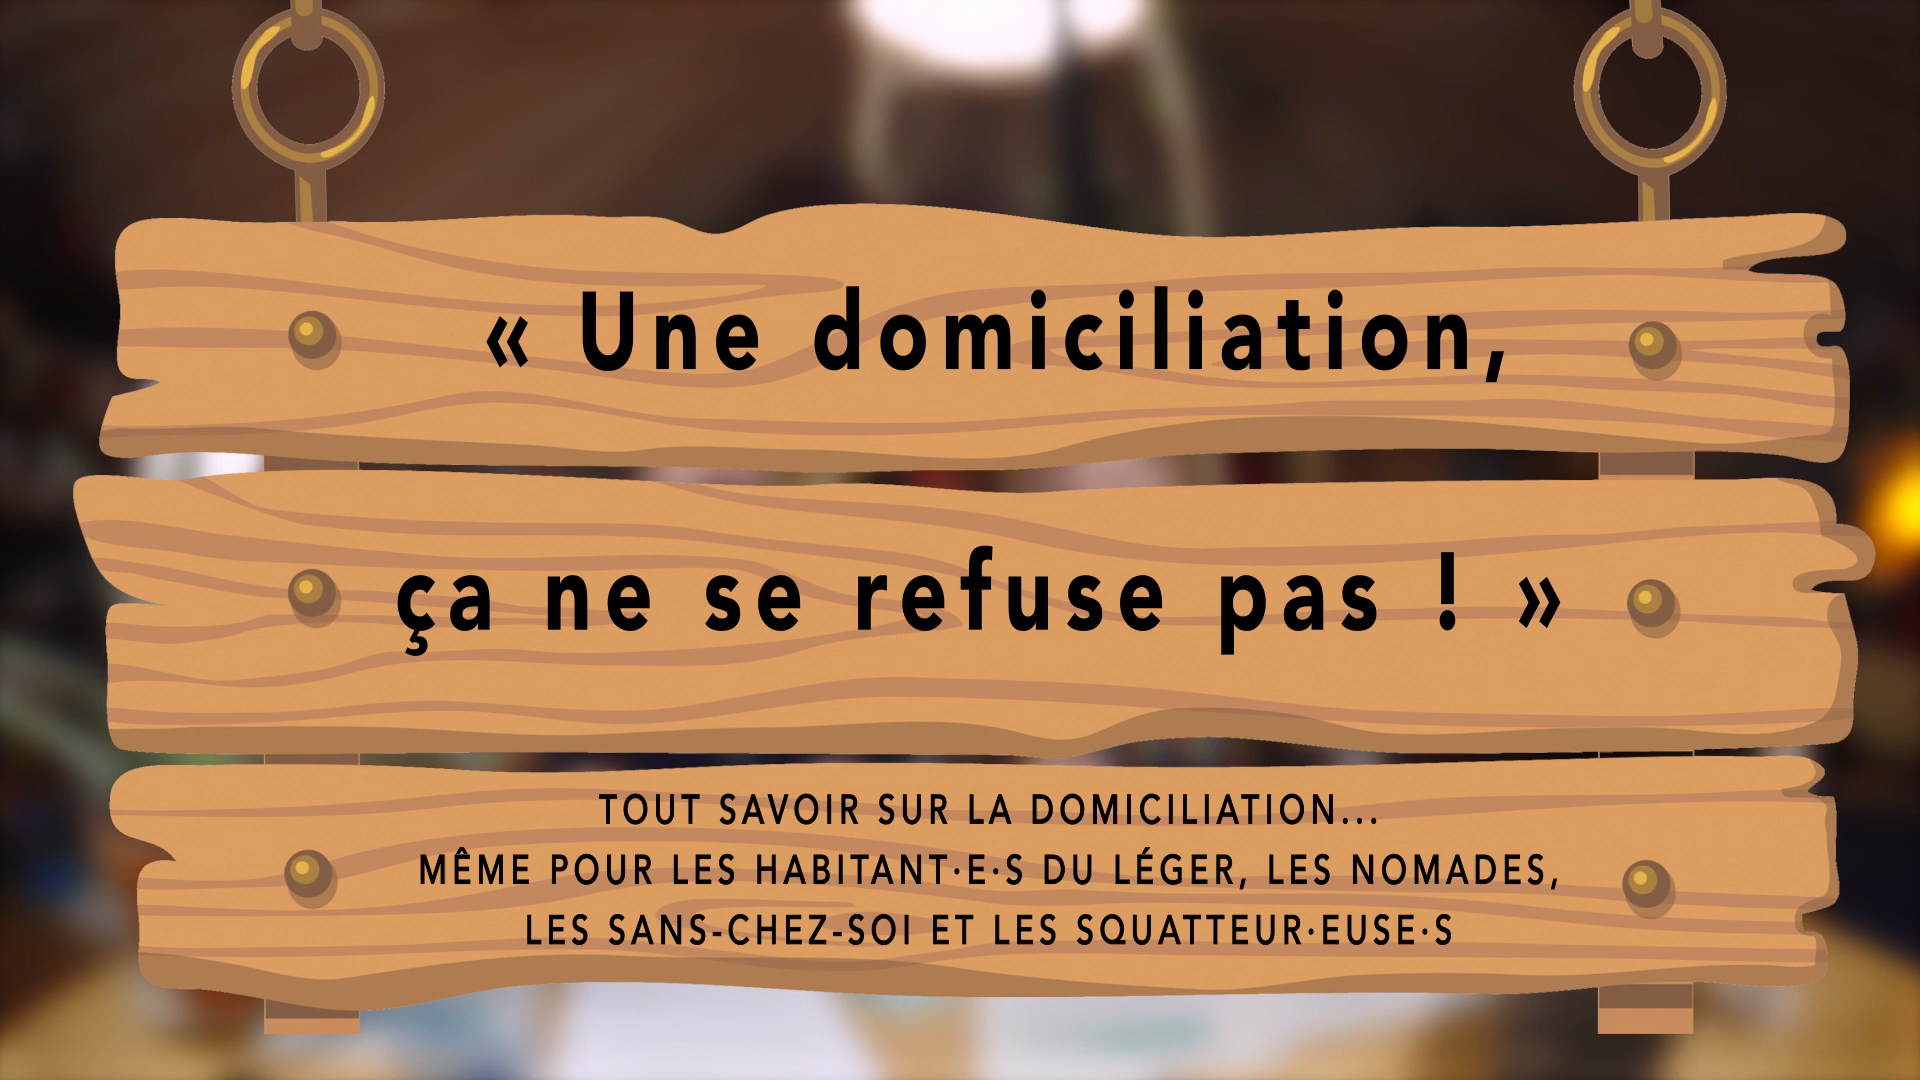 « Une domiciliation,
ça ne se refuse pas ! »
TOUT SAVOIR SUR LA DOMICILIATION...
MÊME POUR LES HABITANT·E·S DU LÉGER, LES NOMADES,
LES SANS-CHEZ-SOI ET LES SQUATTEUR·EUSE·S